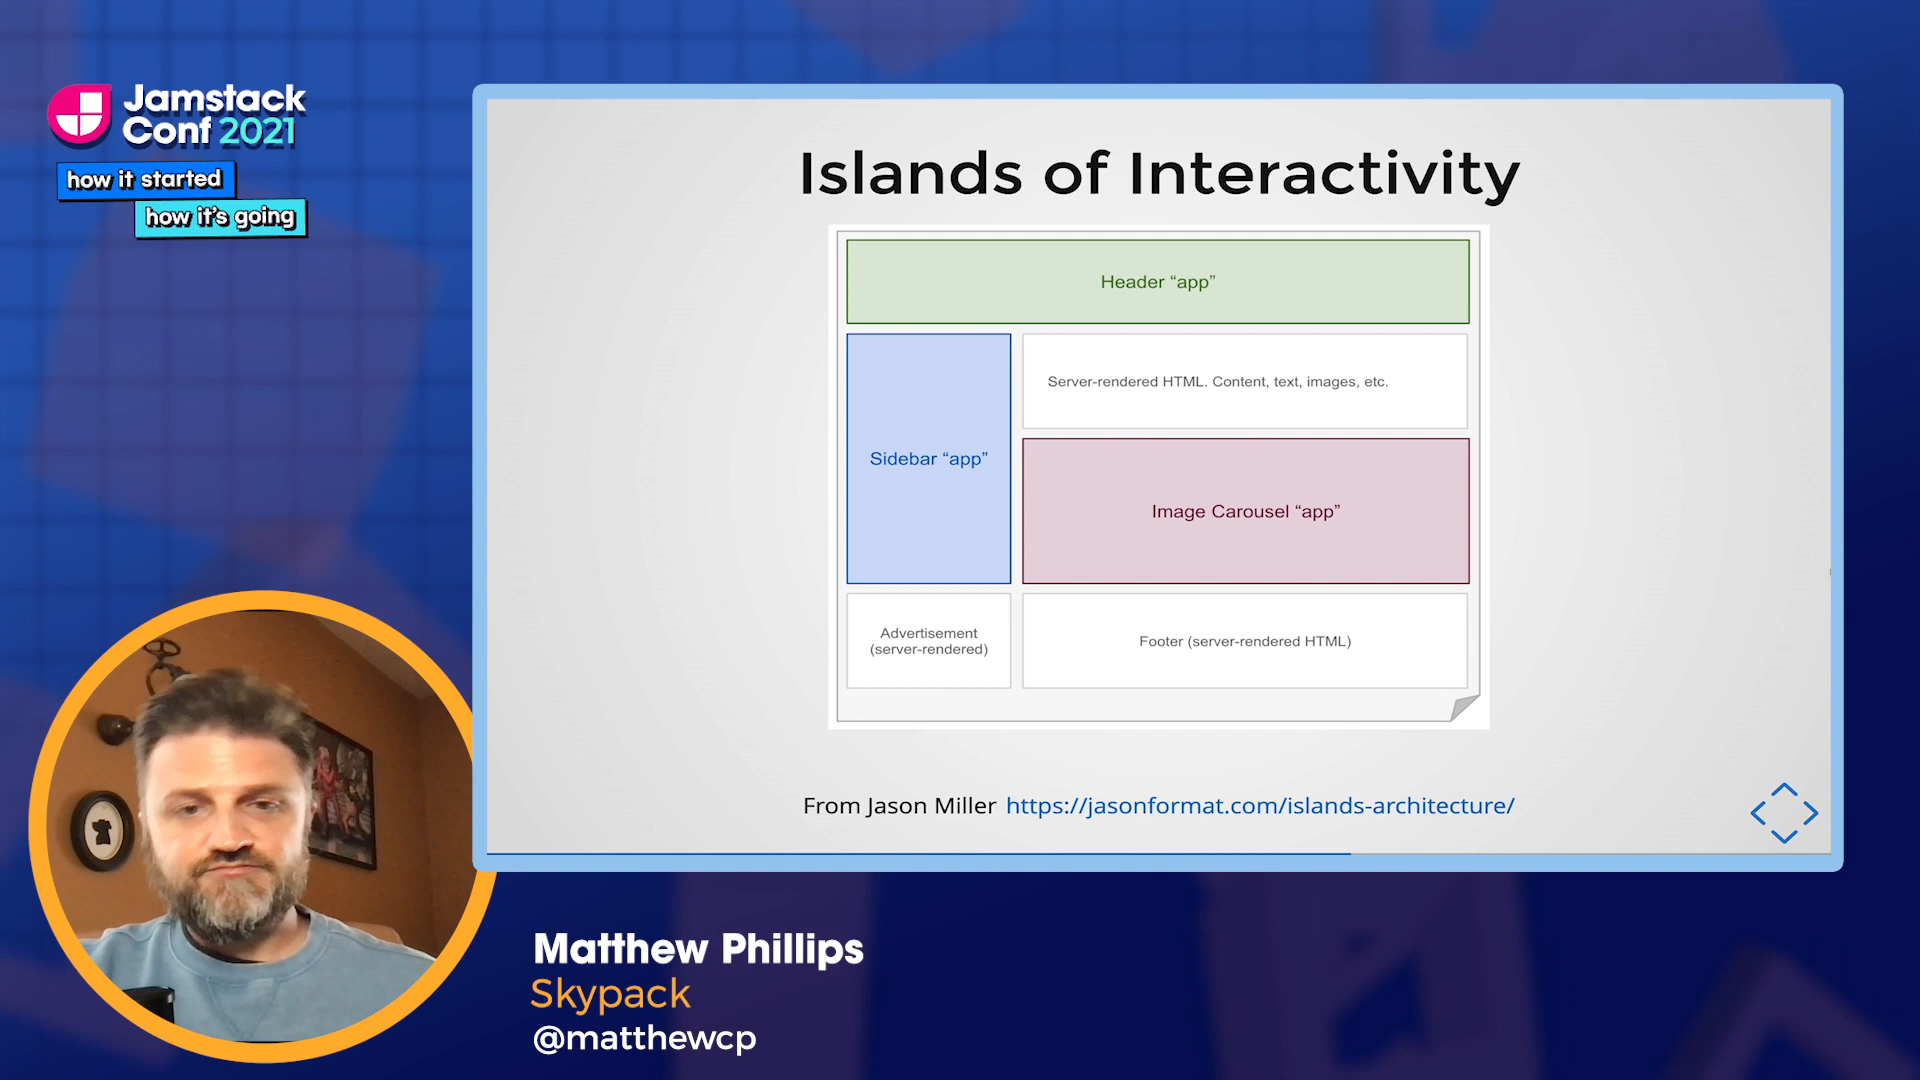 Jamstack
Conf 2021
how it started
how it's going
Islands of Interactivity
Header “app”
Sidebar “app”
Server-rendered HTML. Content, text, images, etc.
Image Carousel “app”
Advertisement
(server-rendered)
Footer (server-rendered HTML)
From Jason Miller https://jasonformat.com/islands-architecture/
Matthew Phillips
Skypack
@matthewcp